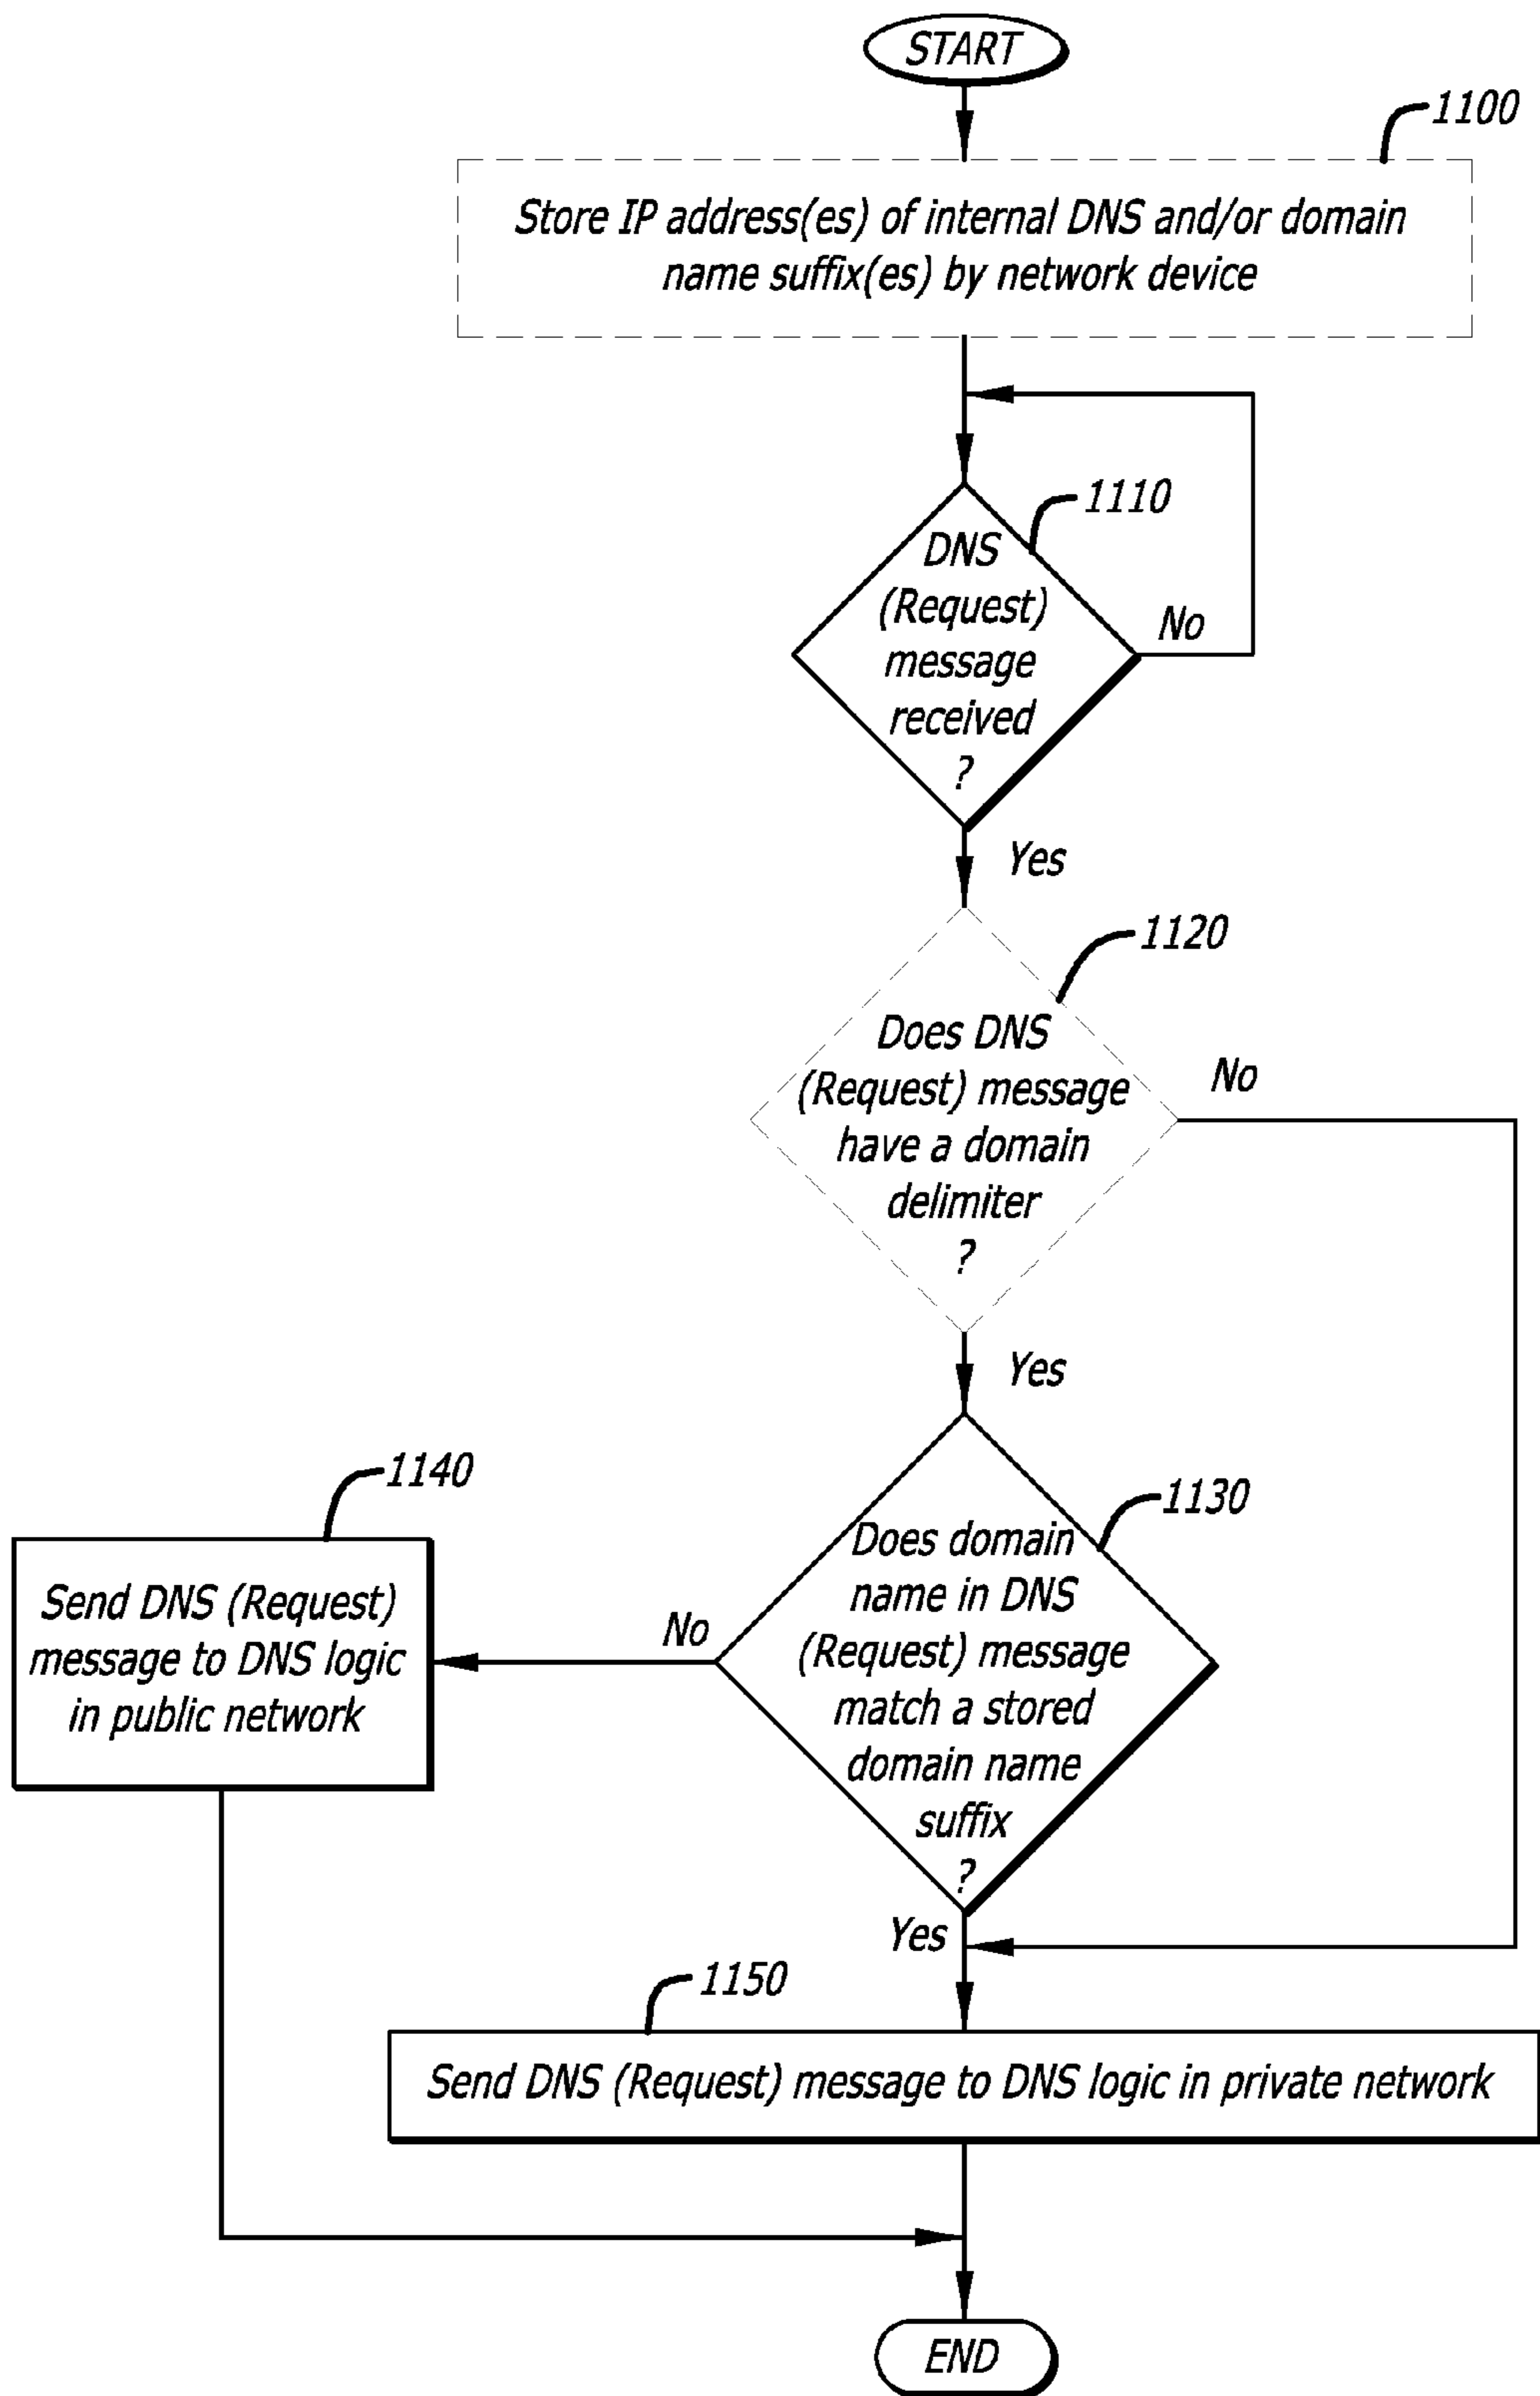 START
1100
Store IP address(es) of internal DNS and/or domain
name suffix(es) by network device
1110
DNS
(Request)
message
received
?
No
Yes
1120
Does DNS
(Request) message
have a domain
delimiter
?
No
Yes
1130
Does domain
name in DNS
(Request) message
match a stored
domain name
suffix
?
No
1140
Send DNS (Request)
message to DNS logic
in public network
Yes
1150
Send DNS (Request) message to DNS logic in private network
END